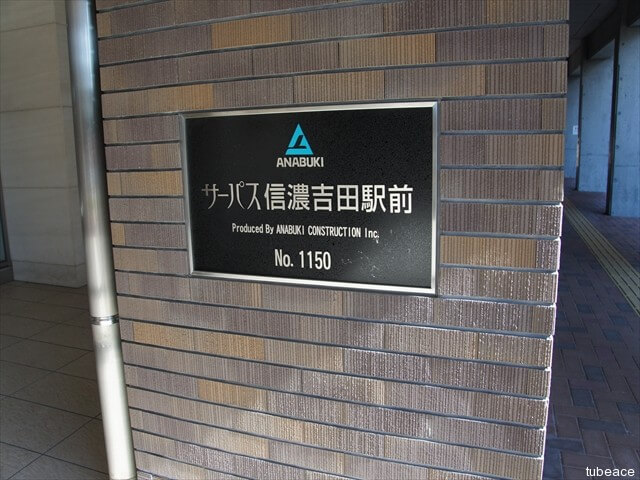 ANABUKI
サーパス信濃吉田駅前
Produced By ANABUKI CONSTRUCTION Inc.
No. 1150
tubeace